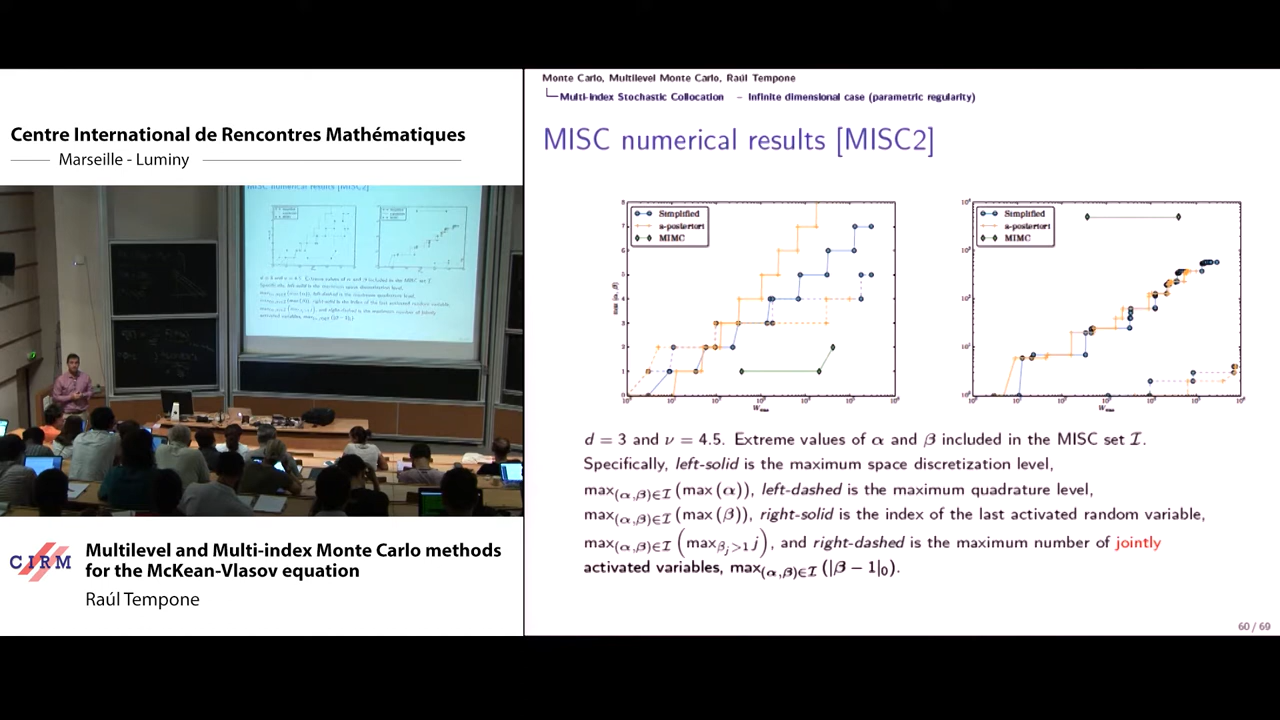 Centre International de Rencontres Mathématiques
Marseille - Luminy
CIRM
Multilevel and Multi-index Monte Carlo methods
for the McKean-Vlasov equation
Raúl Tempone
Monte Carlo, Multilevel Monte Carlo, Raúl Tempone
Multi-Index Stochastic Collocation – Infinite dimensional case (parametric regularity)
MISC numerical results [MISC2]
Simplified
a-posteriori
MIMC
Simplified
a-posteriori
MIMC
d = 3 and ν = 4.5. Extreme values of α and β included in the MISC set I.
Specifically, left-solid is the maximum space discretization level,
max(α,β)∈I (max (α)), left-dashed is the maximum quadrature level,
max(α,β)∈I (max (β)), right-solid is the index of the last activated random variable,
max(α,β)∈I (maxβj>1 j), and right-dashed is the maximum number of jointly
activated variables, max(α,β)∈I (|β − 1|0).
60 / 69